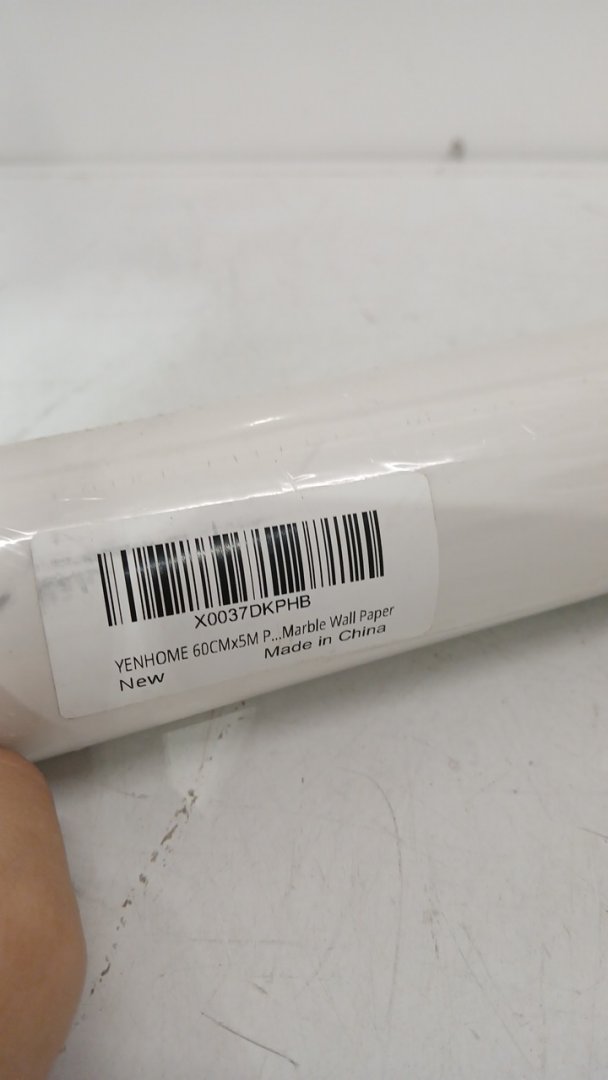 X0037DKPHB
YENHOME 60CMx5M P...Marble Wall Paper
New
Made in China